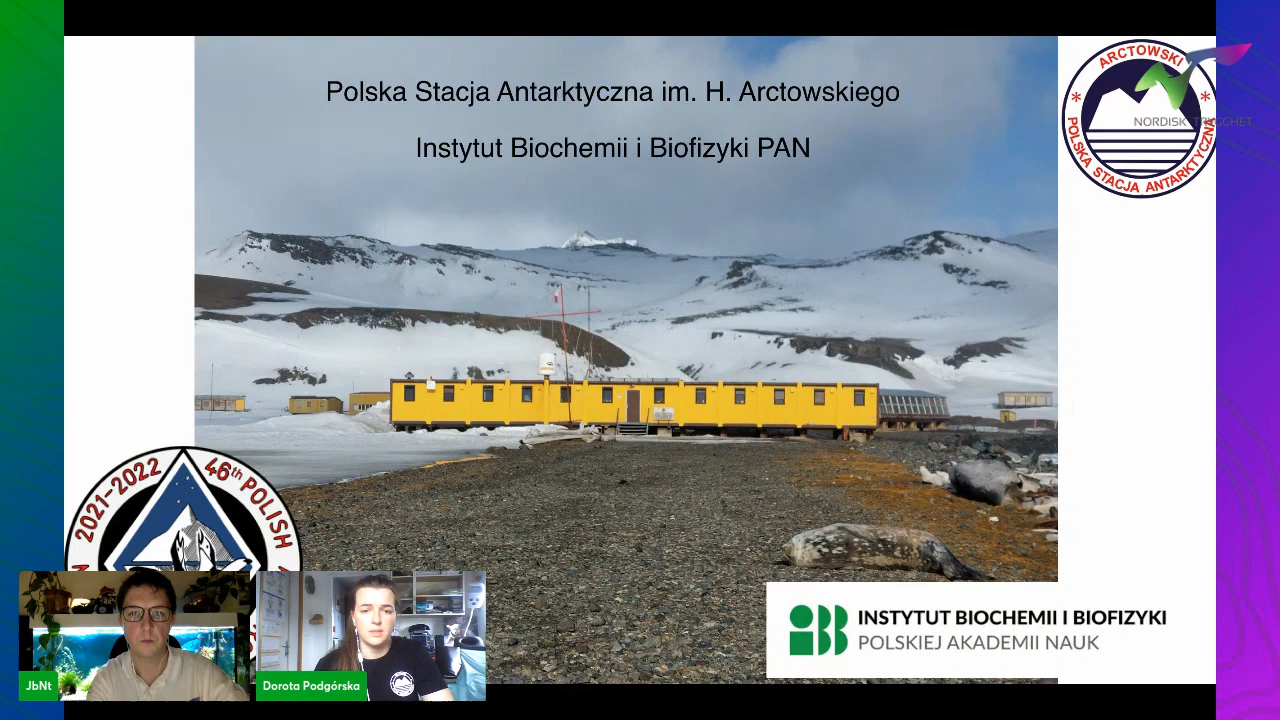 Polska Stacja Antarktyczna im. H. Arctowskiego
Instytut Biochemii i Biofizyki PAN
ARCTOWSKI
POLSKA STACJA ANTARKTYCZNA
NORDISK TRYGGHET
2021-2022 46th POLISH
INSTYTUT BIOCHEMII I BIOFIZYKI
POLSKIEJ AKADEMII NAUK
JbNt
Dorota Podgórska